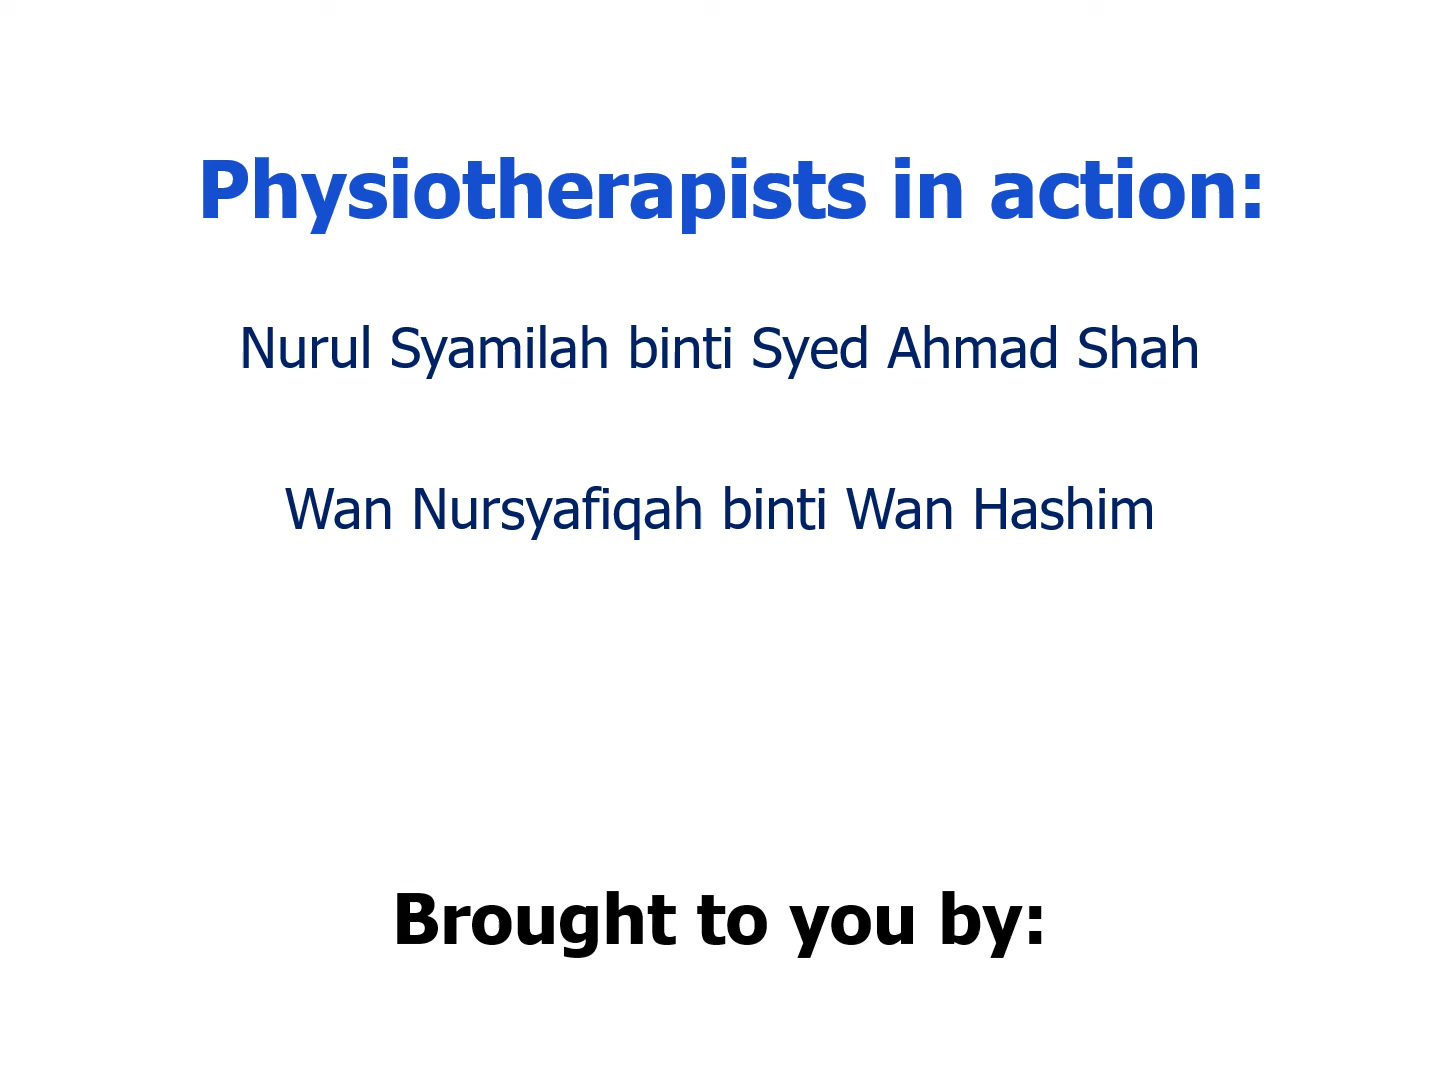 Physiotherapists in action:
Nurul Syamilah binti Syed Ahmad Shah
Wan Nursyafiqah binti Wan Hashim
Brought to you by: